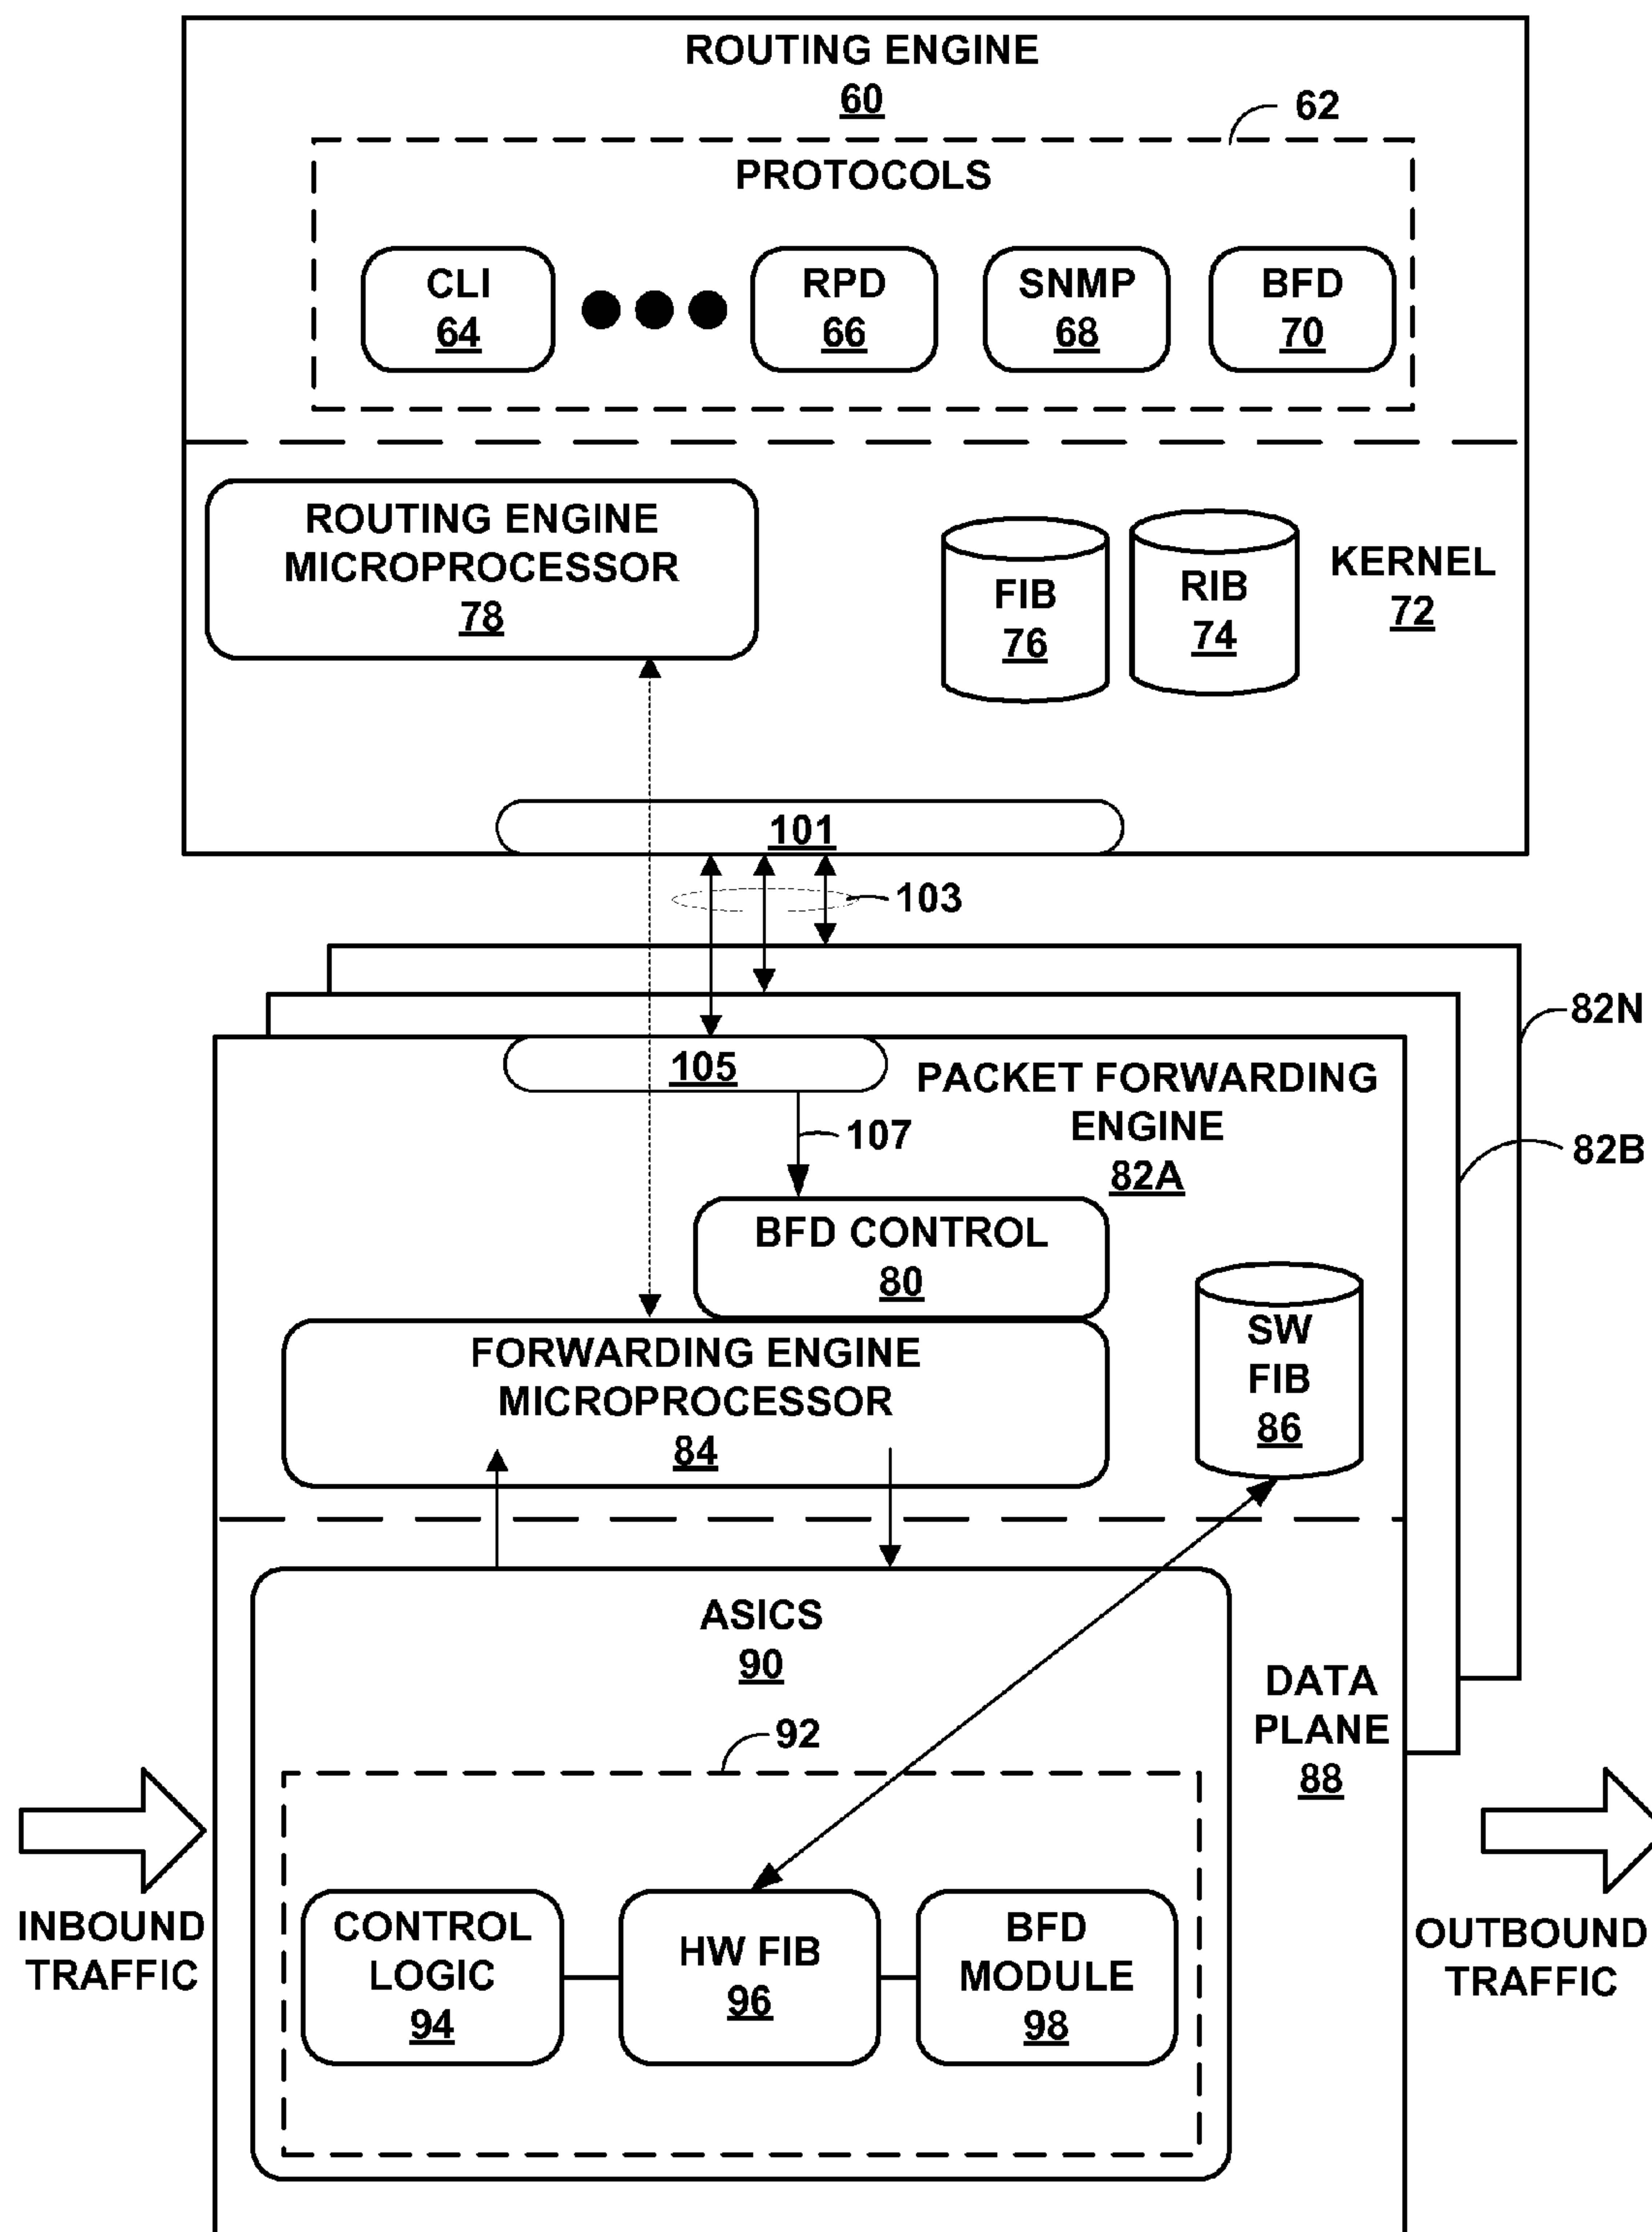 ROUTING ENGINE
60
62
PROTOCOLS
CLI
64
RPD
66
SNMP
68
BFD
70
ROUTING ENGINE
MICROPROCESSOR
78
FIB
76
RIB
74
KERNEL
72
101
103
82N
105
PACKET FORWARDING
ENGINE
82A
107
82B
BFD CONTROL
80
FORWARDING ENGINE
MICROPROCESSOR
84
SW
FIB
86
ASICS
90
DATA
PLANE
88
92
INBOUND
TRAFFIC
CONTROL
LOGIC
94
HW FIB
96
BFD
MODULE
98
OUTBOUND
TRAFFIC